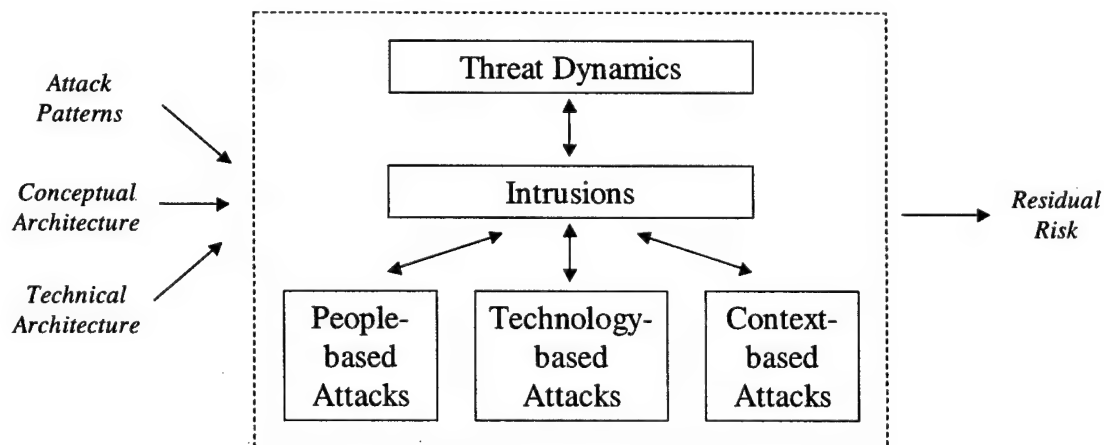 Threat Dynamics
Attack
Patterns
Intrusions
Conceptual
Architecture
Residual
Risk
Technical
Architecture
People-
based
Attacks
Technology-
based
Attacks
Context-
based
Attacks